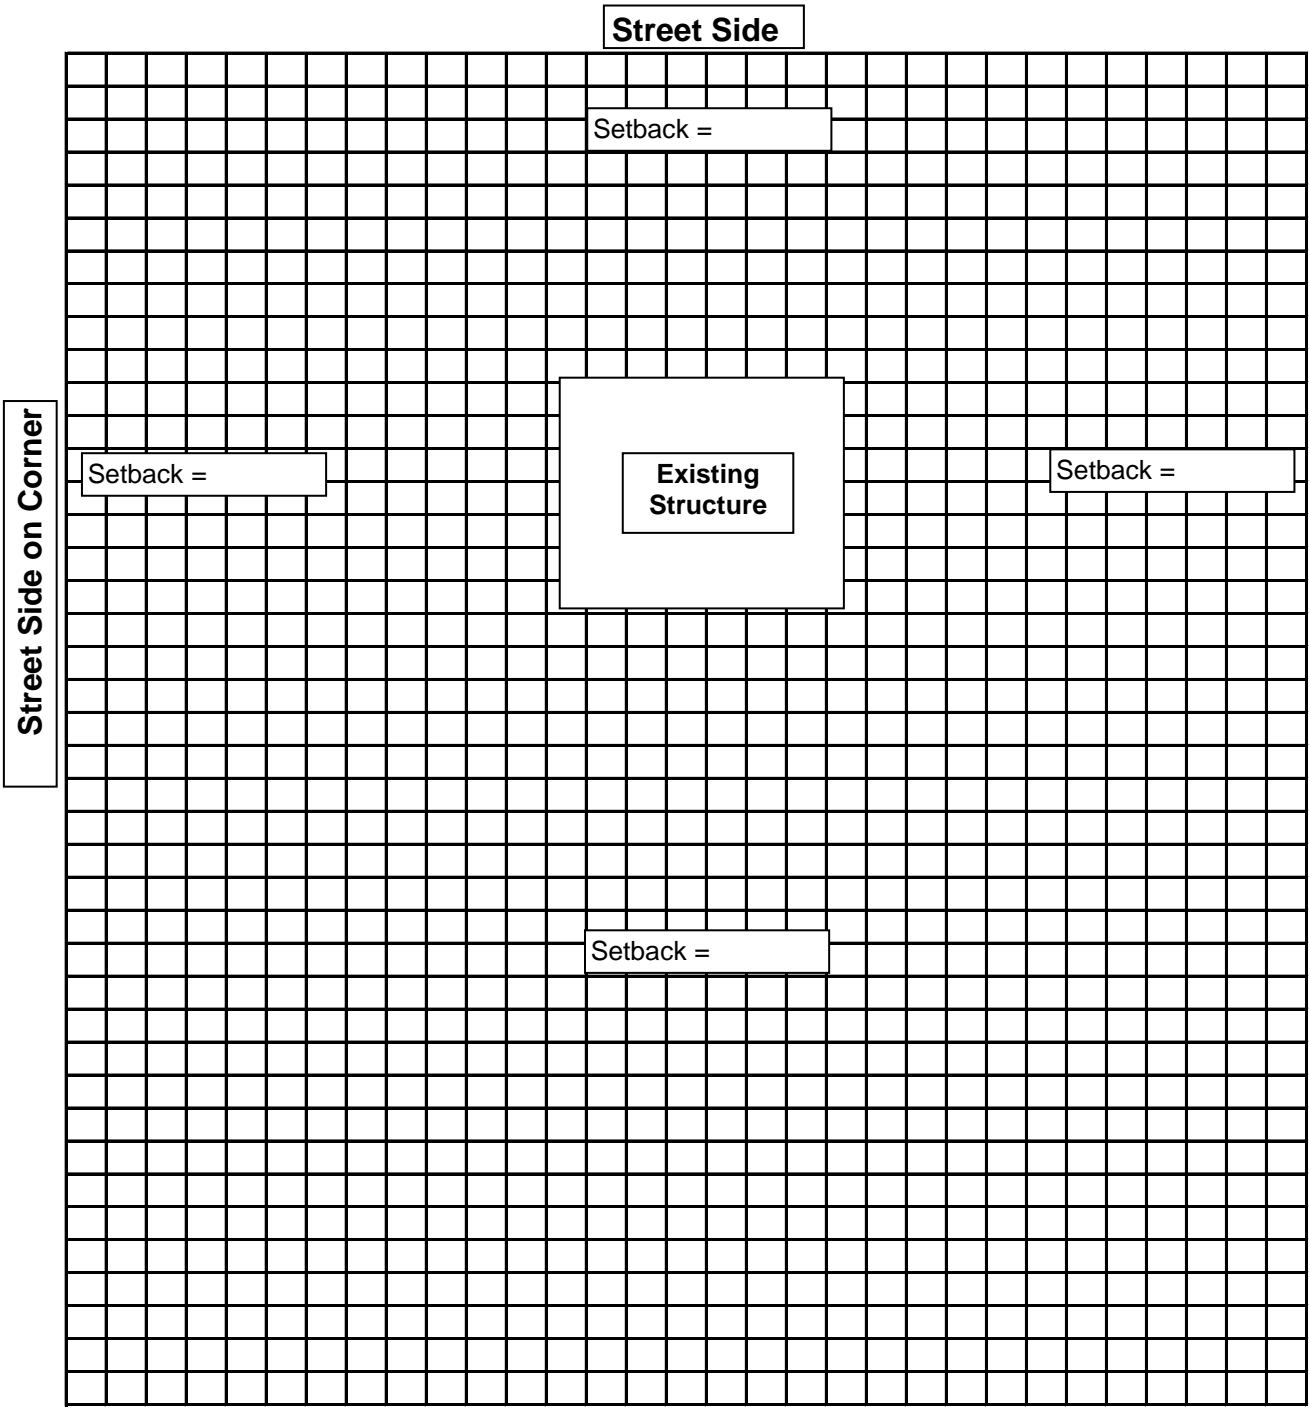 Street Side
Setback =
Street Side on Corner
Setback =
Existing
Structure
Setback =
Setback =